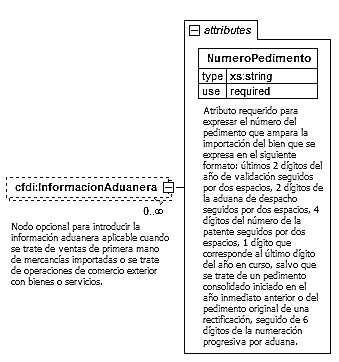 attributes
NumeroPedimento
type xs:string
use required
Atributo requerido para
expresar el número del
pedimento que ampara la
importación del bien que se
expresa en el siguiente
formato: últimos 2 dígitos del
año de validación seguidos
por dos espacios, 2 dígitos de
la aduana de despacho
seguidos por dos espacios, 4
dígitos del número de la
patente seguidos por dos
espacios, 1 dígito que
corresponde al último dígito
del año en curso, salvo que
se trate de un pedimento
consolidado iniciado en el
año inmediato anterior o del
pedimento original de una
rectificación, seguido de 6
dígitos de la numeración
progresiva por aduana.
cfdi:InformacionAduanera
0..∞
Nodo opcional para introducir la
información aduanera aplicable cuando
se trate de ventas de primera mano
de mercancías importadas o se trate
de operaciones de comercio exterior
con bienes o servicios.